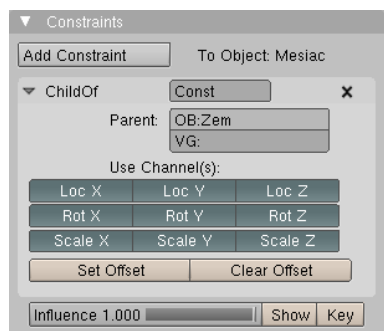 Constraints
Add Constraint To Object: Mesiac
ChildOf Const
Parent: OB:Zem
VG:
Use Channel(s):
Loc X Loc Y Loc Z
Rot X Rot Y Rot Z
Scale X Scale Y Scale Z
Set Offset Clear Offset
Influence 1.000 Show Key